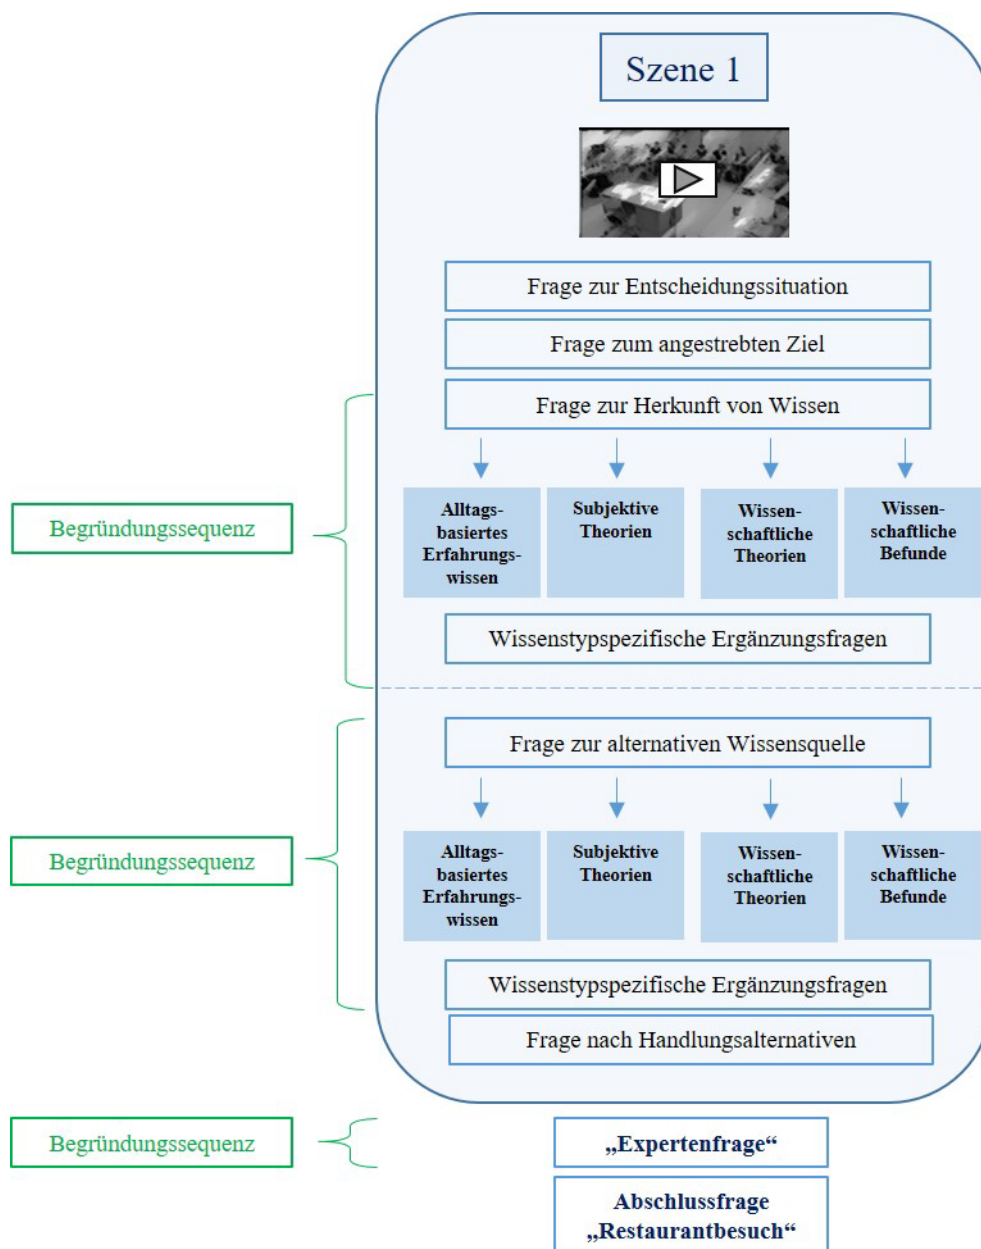 Szene 1
Frage zur Entscheidungssituation
Frage zum angestrebten Ziel
Frage zur Herkunft von Wissen
Begründungssequenz
Alltags-
basiertes
Erfahrungs-
wissen
Subjektive
Theorien
Wissen-
schaftliche
Theorien
Wissen-
schaftliche
Befunde
Wissenstypspezifische Ergänzungsfragen
Frage zur alternativen Wissensquelle
Begründungssequenz
Alltags-
basiertes
Erfahrungs-
wissen
Subjektive
Theorien
Wissen-
schaftliche
Theorien
Wissen-
schaftliche
Befunde
Wissenstypspezifische Ergänzungsfragen
Frage nach Handlungsalternativen
Begründungssequenz
„Expertenfrage“
Abschlussfrage
„Restaurantbesuch“